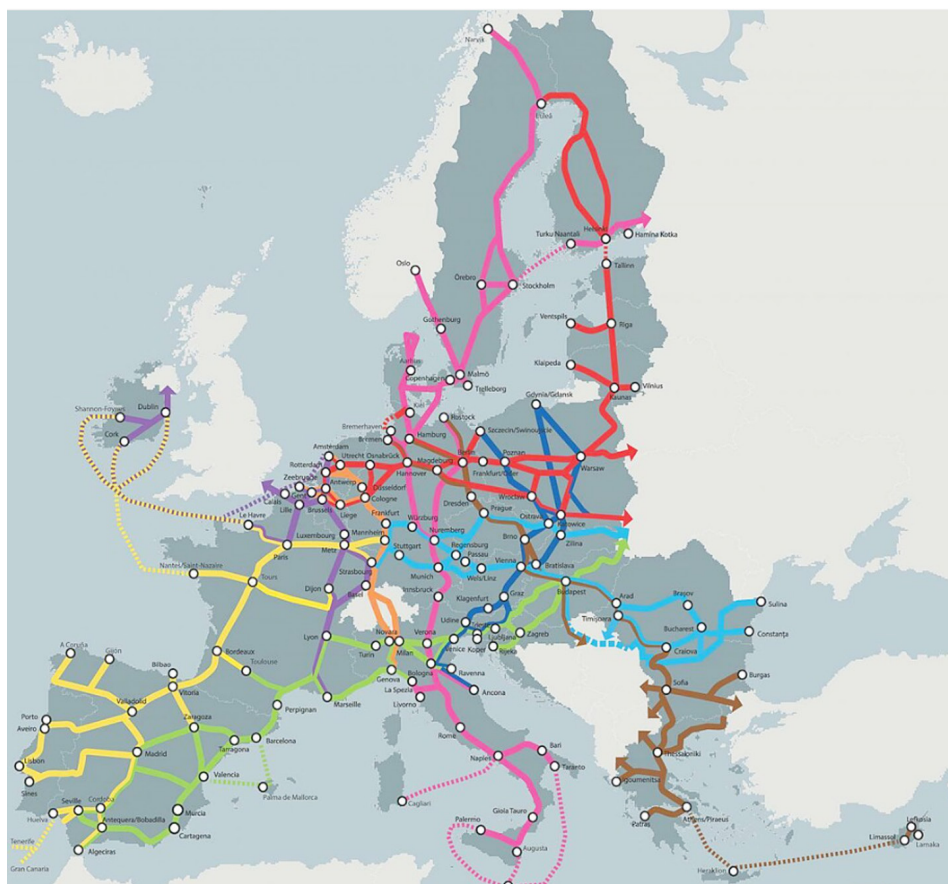 Narvik
Luleå
Helsinki
Turku Naantali
Hamina Kotka
Tallinn
Oslo
Örebro
Stockholm
Ventspils
Riga
Gothenburg
Aarhus
Klaipeda
Copenhagen
Malmö
Trelleborg
Kaunas
Vilnius
Gdynia/Gdansk
Shannon-Foynes
Dublin
Kiel
Rostock
Cork
Bremerhaven
Bremen
Hamburg
Szczecin/Swinoujscie
Amsterdam
Utrecht
Osnabrück
Magdeburg
Berlin
Poznan
Warsaw
Rotterdam
Hannover
Frankfurt/Oder
Zeebrugge
Antwerp
Düsseldorf
Calais
Gent
Cologne
Dresden
Wrocław
Lille
Brussels
Liege
Prague
Ostrava
Katowice
Le Havre
Frankfurt
Würzburg
Luxembourg
Mannheim
Nuremberg
Brno
Zilina
Paris
Metz
Stuttgart
Regensburg
Passau
Strasbourg
Vienna
Bratislava
Nantes/Saint-Nazaire
Tours
Dijon
Basel
Munich
Wels/Linz
Innsbruck
Graz
Budapest
Klagenfurt
Arad
Braşov
Sulina
Udine
Timişoara
Lyon
Novara
Verona
Trieste
Ljubljana
Zagreb
Bucharest
Constanţa
A Coruña
Gijón
Bordeaux
Turin
Milan
Venice
Koper
Rijeka
Craiova
Bilbao
Toulouse
Genova
Bologna
Ravenna
Sofia
Burgas
Vitoria
La Spezia
Ancona
Valladolid
Perpignan
Marseille
Livorno
Porto
Aveiro
Zaragoza
Barcelona
Rome
Tarragona
Madrid
Bari
Thessaloniki
Lisbon
Naples
Taranto
Sines
Valencia
Palma de Mallorca
Igoumenitsa
Cagliari
Seville
Cordoba
Murcia
Gioia Tauro
Athens/Piraeus
Huelva
Antequera/Bobadilla
Cartagena
Palermo
Patras
Lefkosia
Tenerife
Algeciras
Augusta
Limassol
Larnaka
Gran Canaria
Heraklion